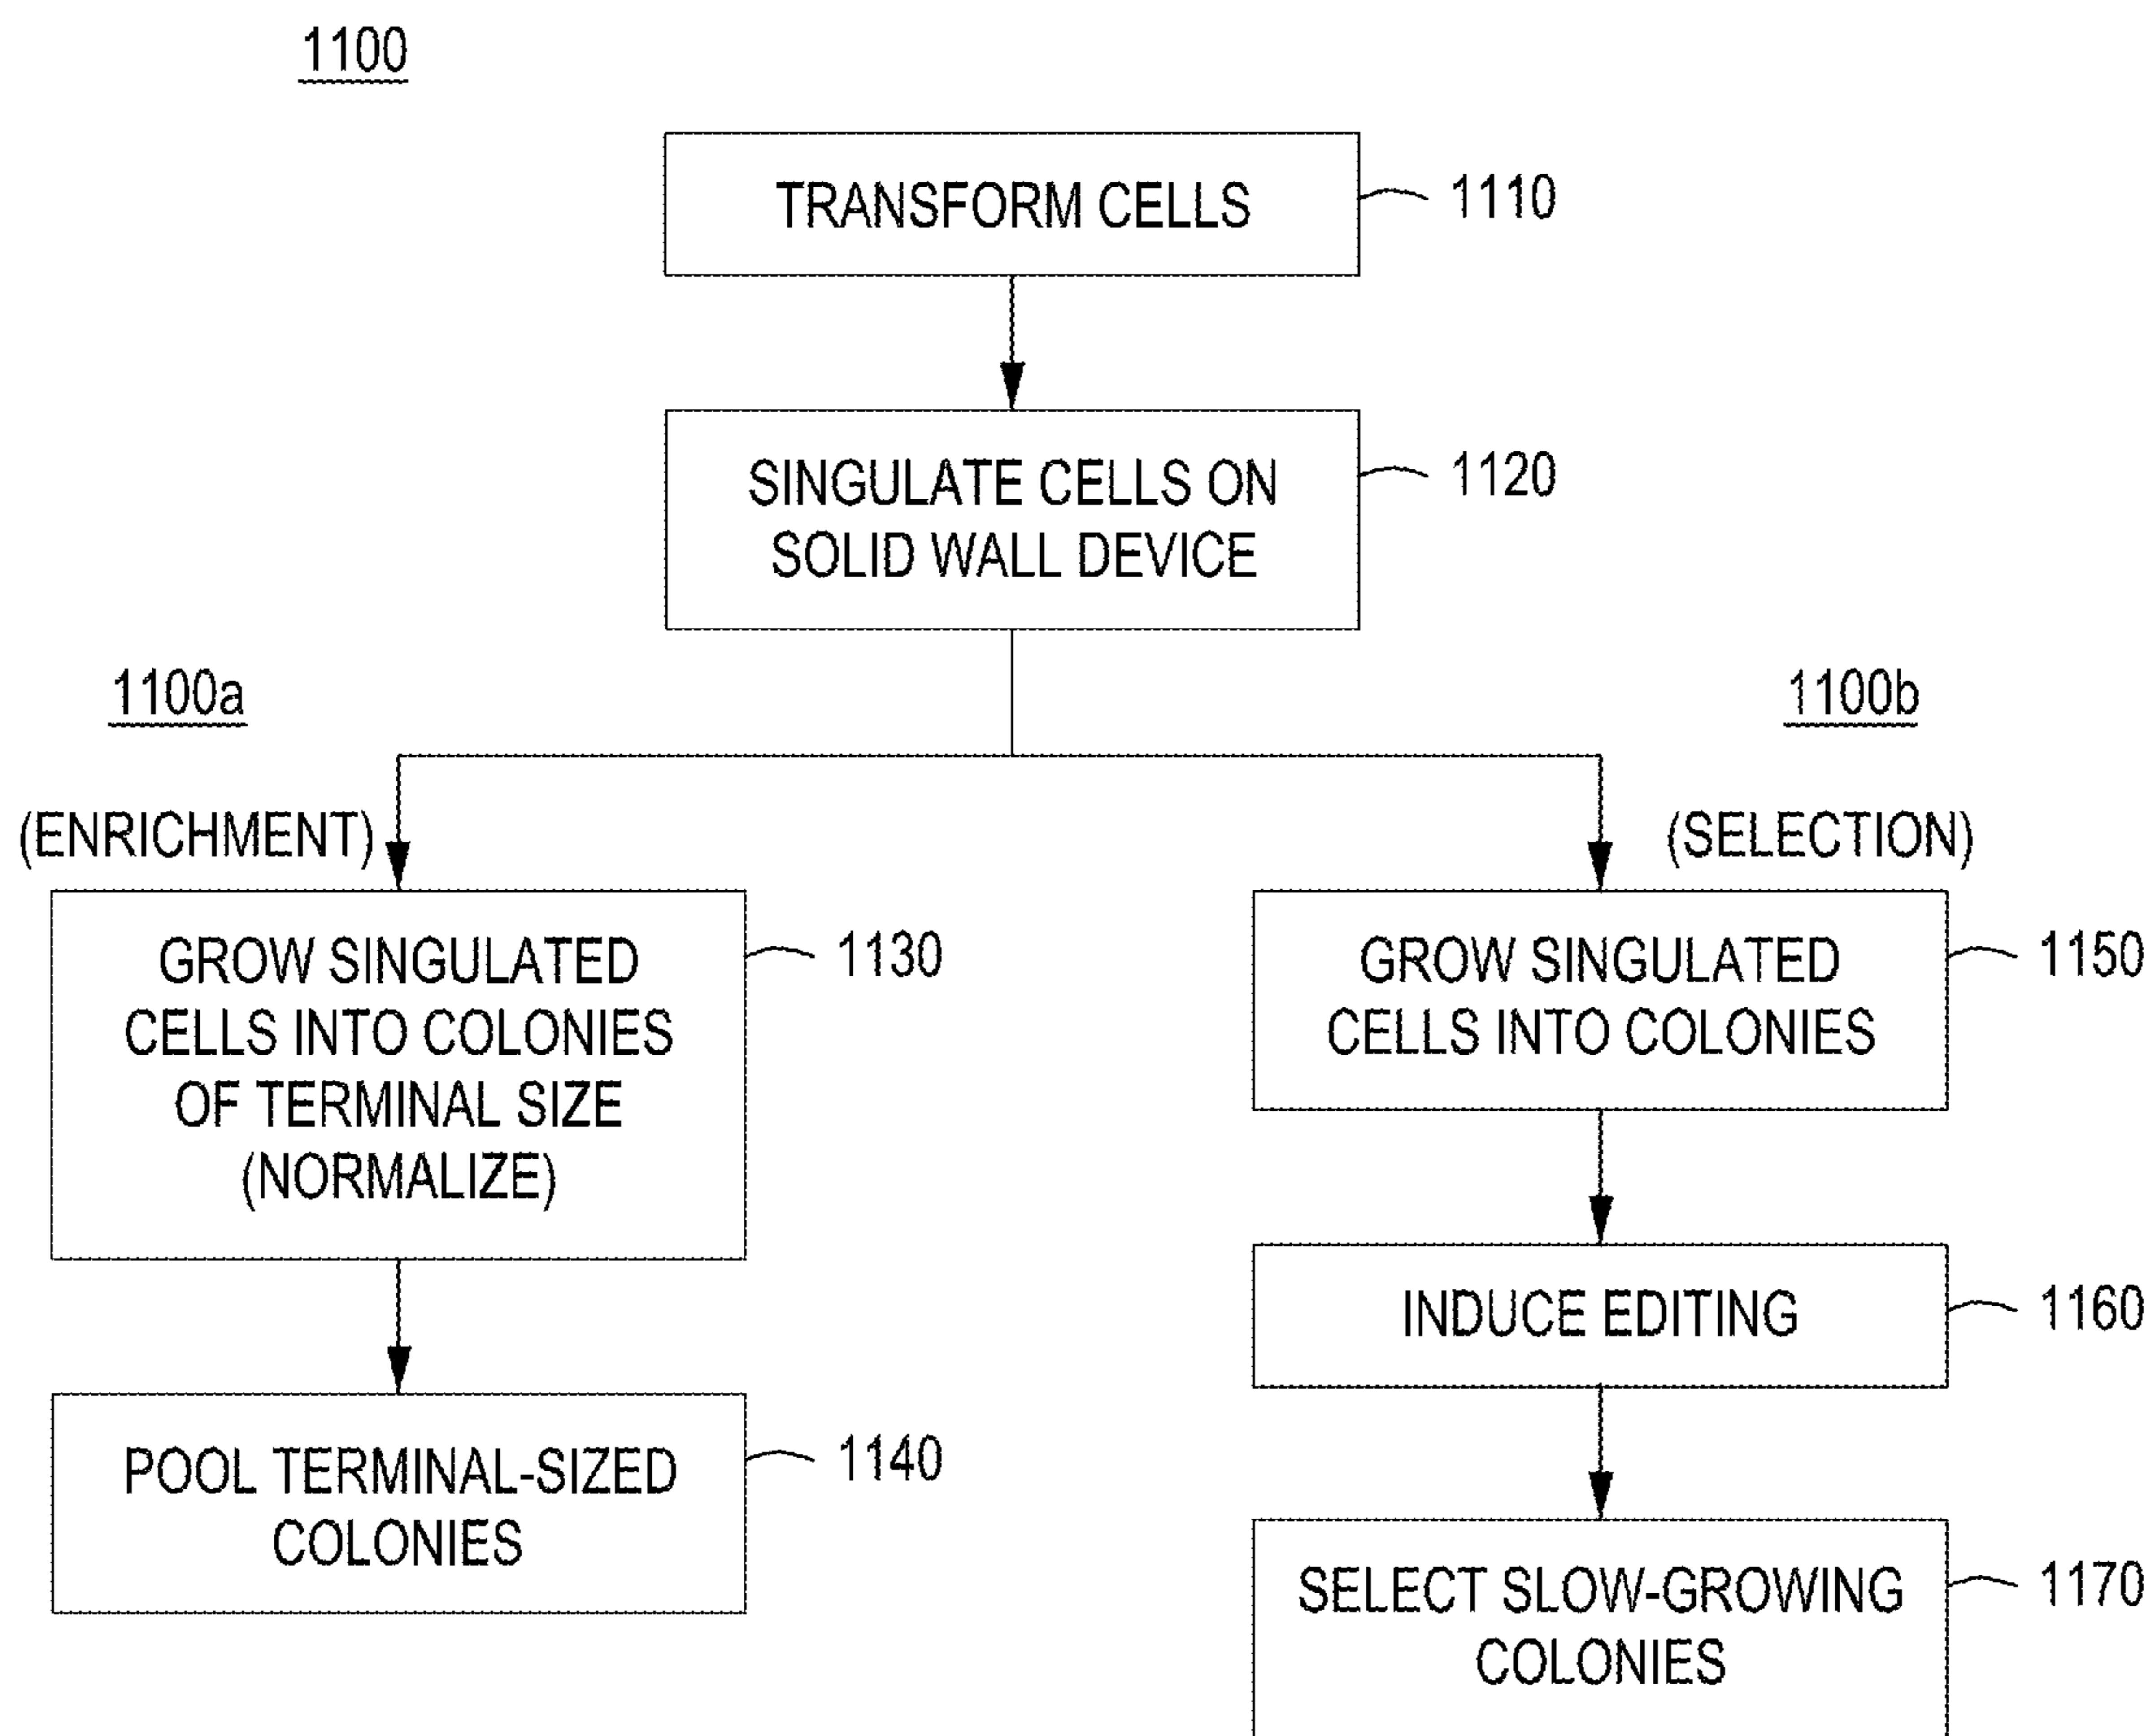 1100
TRANSFORM CELLS
1110
SINGULATE CELLS ON
SOLID WALL DEVICE
1120
1100a
1100b
(ENRICHMENT)
(SELECTION)
GROW SINGULATED
CELLS INTO COLONIES
OF TERMINAL SIZE
(NORMALIZE)
1130
GROW SINGULATED
CELLS INTO COLONIES
1150
INDUCE EDITING
1160
POOL TERMINAL-SIZED
COLONIES
1140
SELECT SLOW-GROWING
COLONIES
1170